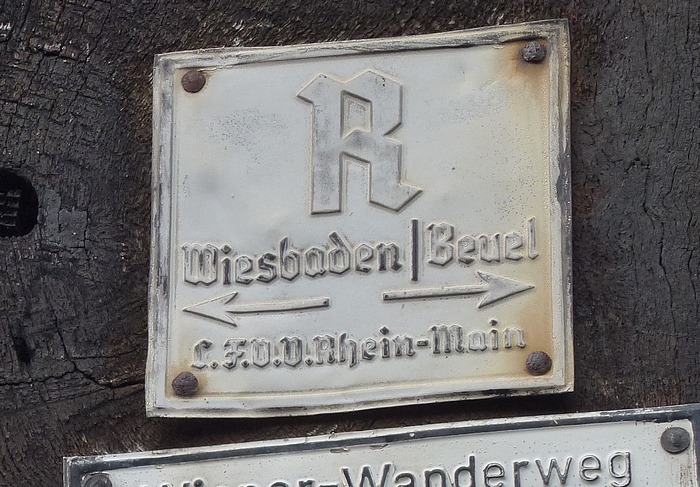 R
Wiesbaden | Beuel
L.F.V.V. Rhein-Main
Wanderweg